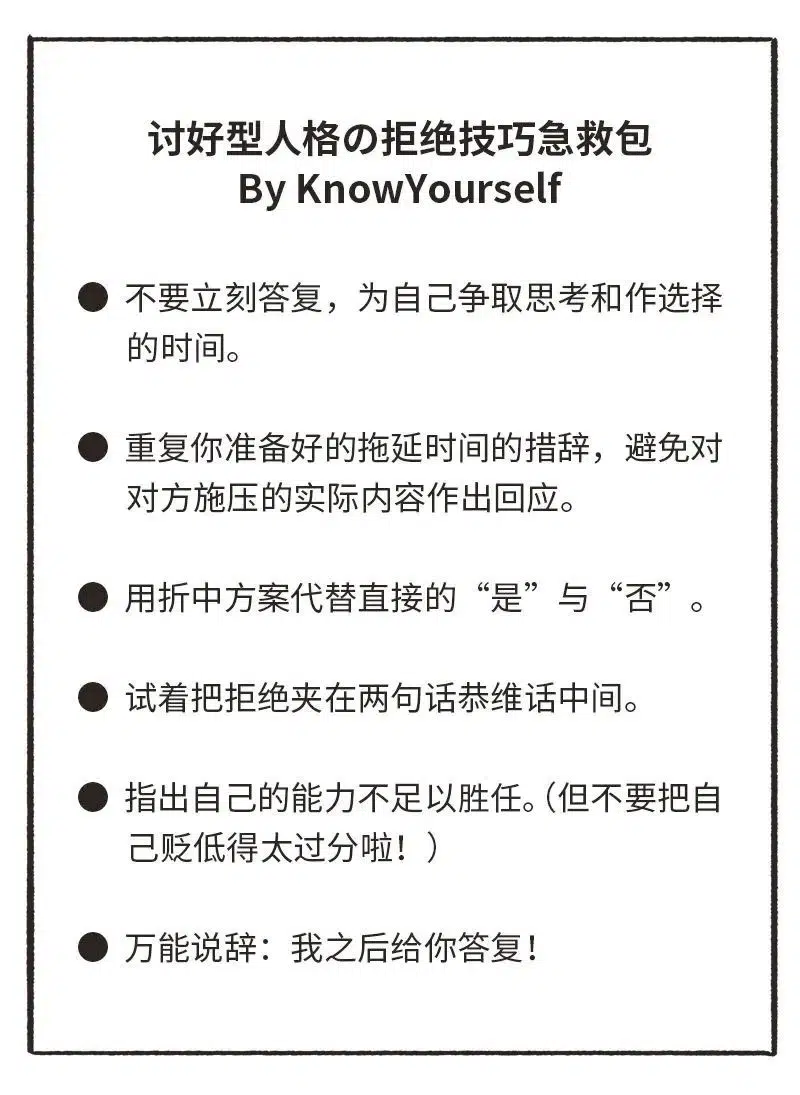 讨好型人格の拒绝技巧急救包
By KnowYourself
● 不要立刻答复，为自己争取思考和作选择
的时间。
● 重复你准备好的拖延时间的措辞，避免对
对方施压的实际内容作出回应。
● 用折中方案代替直接的“是”与“否”。
● 试着把拒绝夹在两句话恭维话中间。
● 指出自己的能力不足以胜任。（但不要把自
己贬低得太过分啦！）
● 万能说辞：我之后给你答复！